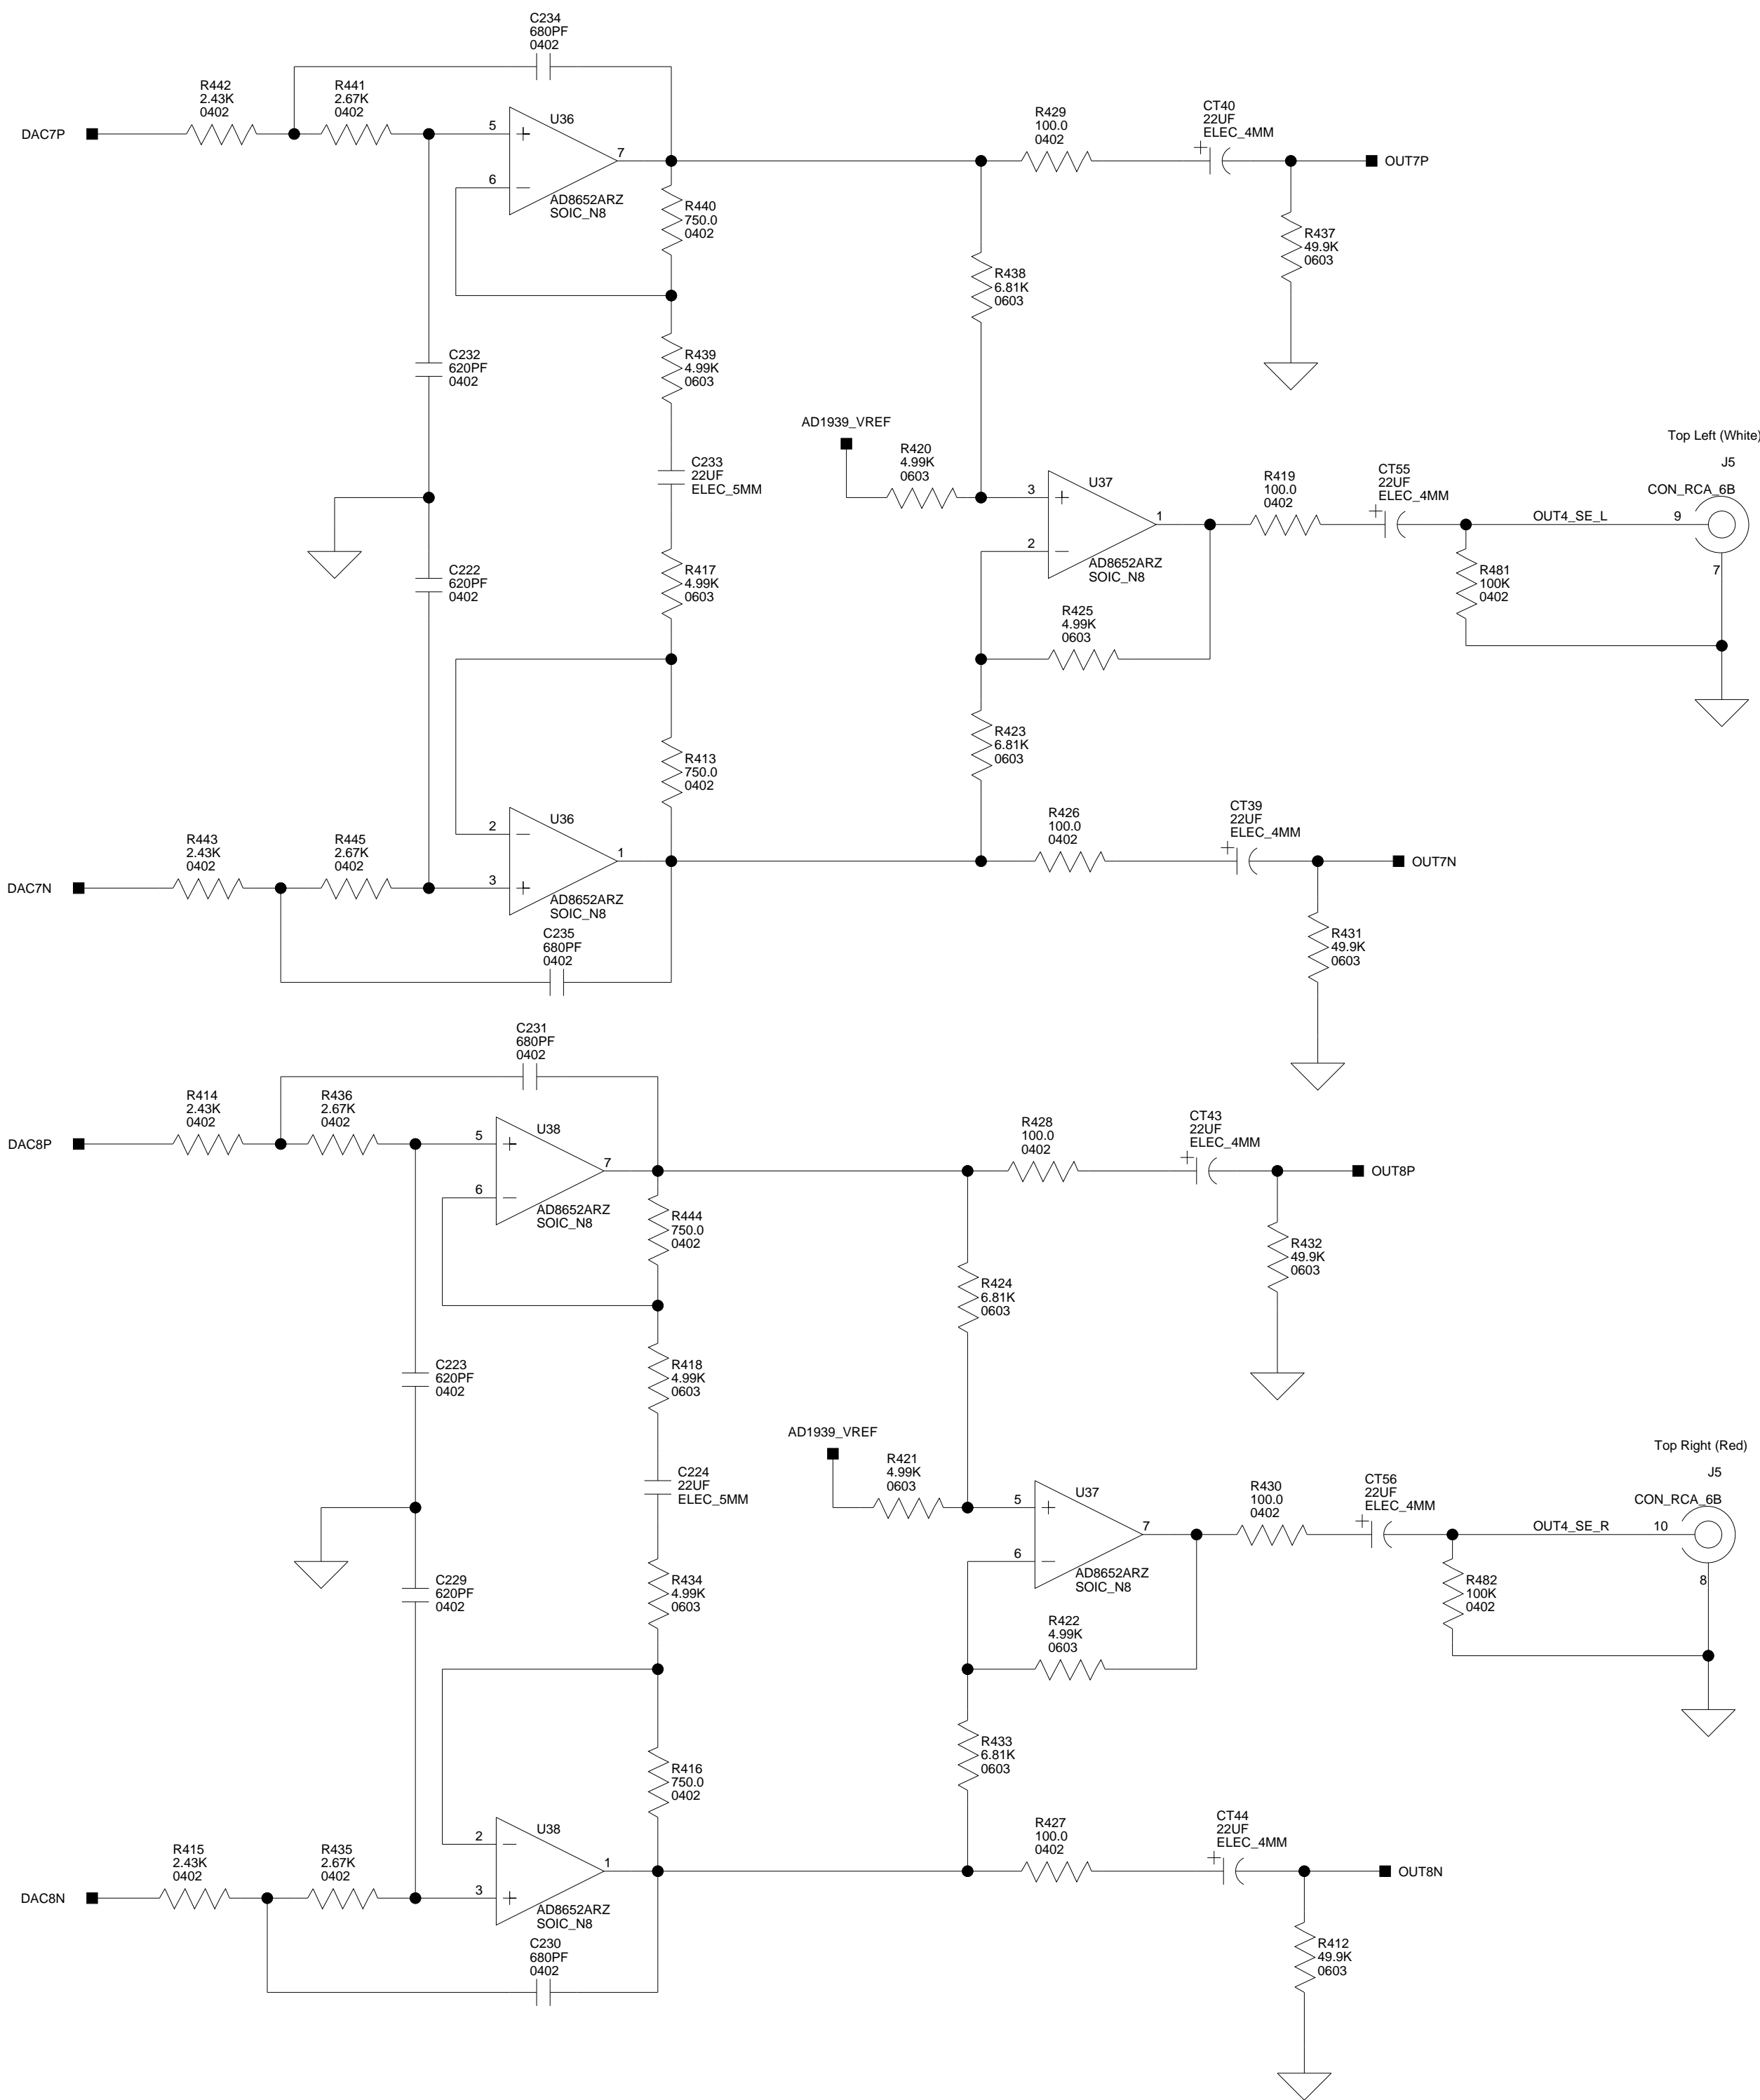 C234
680PF
0402
R442
2.43K
0402
R441
2.67K
0402
DAC7P
5
6
7
U36
AD8652ARZ
SOIC_N8
R440
750.0
0402
R429
100.0
0402
CT40
22UF
ELEC_4MM
+
OUT7P
R437
49.9K
0603
R438
6.81K
0603
C232
620PF
0402
R439
4.99K
0603
AD1939_VREF
R420
4.99K
0603
C233
22UF
ELEC_5MM
3
2
1
U37
AD8652ARZ
SOIC_N8
R419
100.0
0402
CT55
22UF
ELEC_4MM
+
Top Left (White)
J5
CON_RCA_6B
OUT4_SE_L
9
7
R481
100K
0402
C222
620PF
0402
R417
4.99K
0603
R425
4.99K
0603
R423
6.81K
0603
R413
750.0
0402
R443
2.43K
0402
R445
2.67K
0402
DAC7N
2
3
1
U36
AD8652ARZ
SOIC_N8
R426
100.0
0402
CT39
22UF
ELEC_4MM
+
OUT7N
R431
49.9K
0603
C235
680PF
0402
C231
680PF
0402
R414
2.43K
0402
R436
2.67K
0402
DAC8P
5
6
7
U38
AD8652ARZ
SOIC_N8
R444
750.0
0402
R428
100.0
0402
CT43
22UF
ELEC_4MM
+
OUT8P
R432
49.9K
0603
R424
6.81K
0603
C223
620PF
0402
R418
4.99K
0603
AD1939_VREF
R421
4.99K
0603
C224
22UF
ELEC_5MM
5
6
7
U37
AD8652ARZ
SOIC_N8
R430
100.0
0402
CT56
22UF
ELEC_4MM
+
Top Right (Red)
J5
CON_RCA_6B
OUT4_SE_R
10
8
R482
100K
0402
C229
620PF
0402
R434
4.99K
0603
R422
4.99K
0603
R433
6.81K
0603
R416
750.0
0402
R415
2.43K
0402
R435
2.67K
0402
DAC8N
2
3
1
U38
AD8652ARZ
SOIC_N8
R427
100.0
0402
CT44
22UF
ELEC_4MM
+
OUT8N
R412
49.9K
0603
C230
680PF
0402